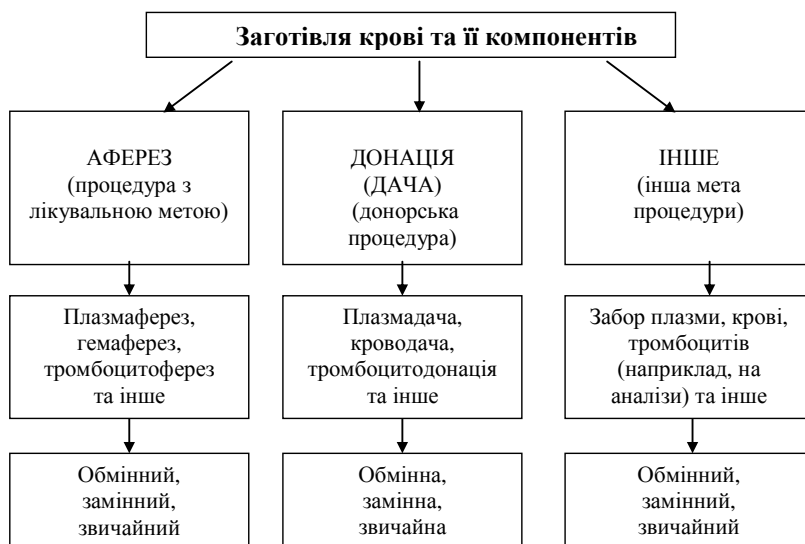 Заготівля крові та її компонентів
АФЕРЕЗ
(процедура з
лікувальною метою)
ДОНАЦІЯ
(ДАЧА)
(донорська
процедура)
ІНШЕ
(інша мета
процедури)
Плазмаферез,
гемаферез,
тромбоцитоферез
та інше
Плазмадача,
кроводача,
тромбоцитодонація
та інше
Забор плазми, крові,
тромбоцитів
(наприклад, на
аналізи) та інше
Обмінний,
замінний,
звичайний
Обмінна,
замінна,
звичайна
Обмінний,
замінний,
звичайний